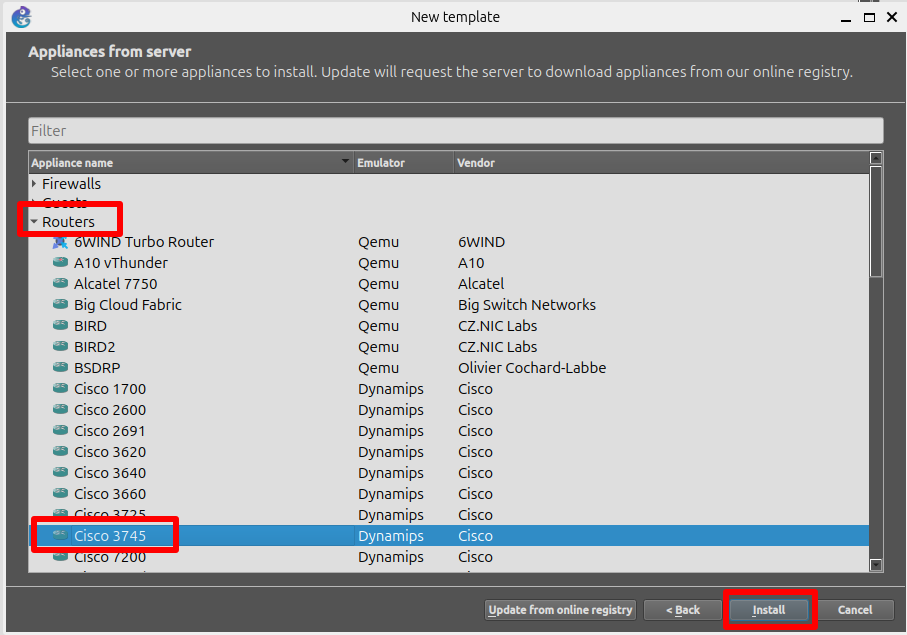 New template
Appliances from server
Select one or more appliances to install. Update will request the server to download appliances from our online registry.
Filter
Appliance name Emulator Vendor
Firewalls
Guests
Routers
6WIND Turbo Router Qemu 6WIND
A10 vThunder Qemu A10
Alcatel 7750 Qemu Alcatel
Big Cloud Fabric Qemu Big Switch Networks
BIRD Qemu CZ.NIC Labs
BIRD2 Qemu CZ.NIC Labs
BSDRP Qemu Olivier Cochard-Labbe
Cisco 1700 Dynamips Cisco
Cisco 2600 Dynamips Cisco
Cisco 2691 Dynamips Cisco
Cisco 3620 Dynamips Cisco
Cisco 3640 Dynamips Cisco
Cisco 3660 Dynamips Cisco
Cisco 3725 Dynamips Cisco
Cisco 3745 Dynamips Cisco
Cisco 7200 Dynamips Cisco
Update from online registry < Back Install Cancel